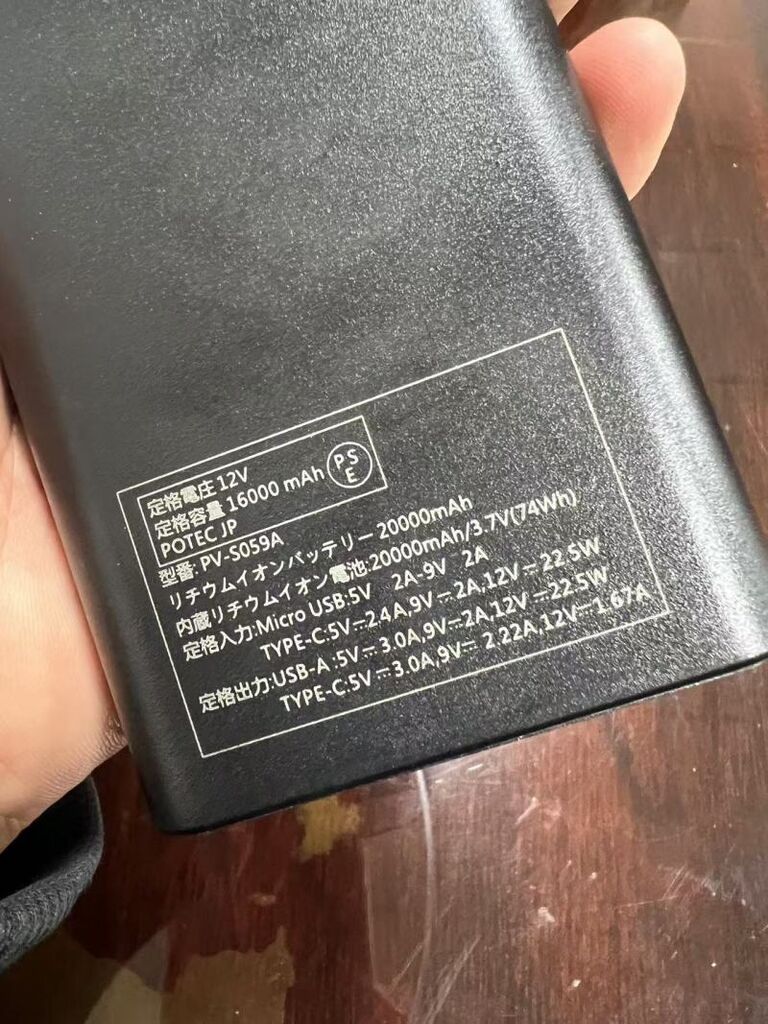 定格電庄 12V
定格容量 16000 mAh
PS
E
POTEC JP
型番: PV-S059A
リチウムイオンバッテリー 20000mAh
内蔵リチウムイオン電池:20000mAh/3.7V(74Wh)
定格入力:Micro USB:5V 2A-9V 2A
TYPE-C:5V⎓2.4A,9V⎓2A,12V⎓22.5W
定格出力:USB-A :5V⎓3.0A,9V⎓2A,12V⎓22.5W
TYPE-C:5V⎓3.0A,9V⎓ 2.22A,12V⎓1.67A